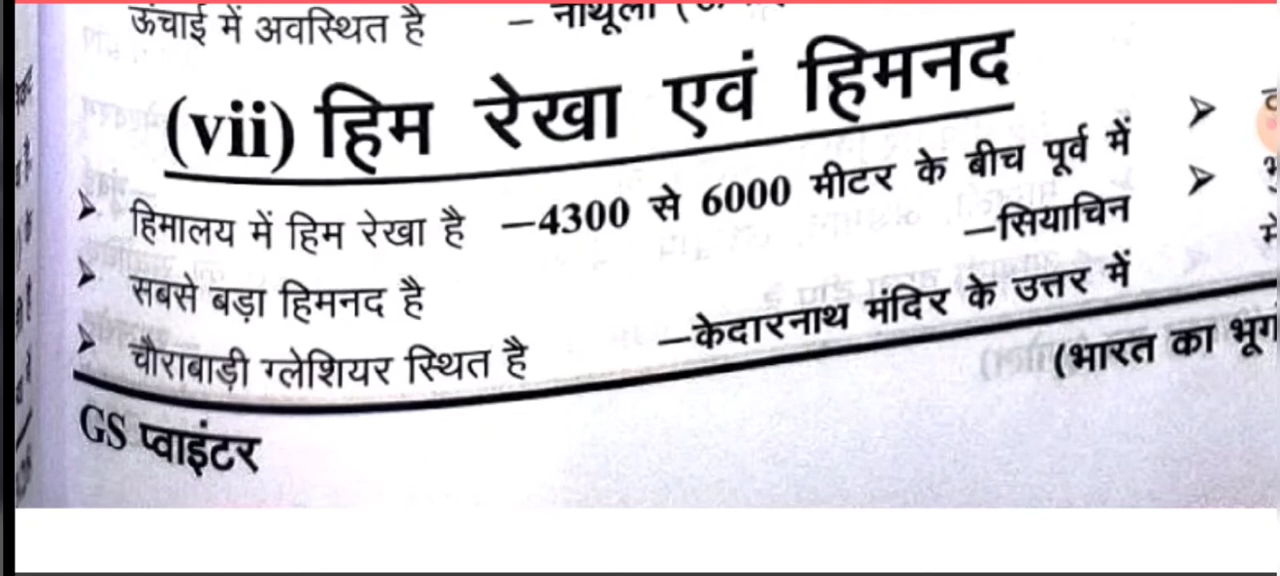 ऊंचाई में अवस्थित है – नाथूला
(vii) हिम रेखा एवं हिमनद
➤ हिमालय में हिम रेखा है –4300 से 6000 मीटर के बीच पूर्व में
➤ सबसे बड़ा हिमनद है –सियाचिन
➤ चौराबाड़ी ग्लेशियर स्थित है –केदारनाथ मंदिर के उत्तर में
GS प्वाइंटर
(भारत का